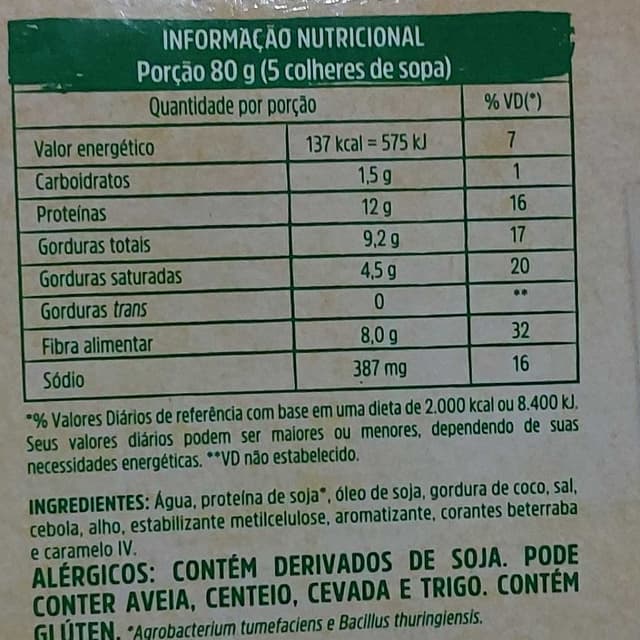 INFORMAÇÃO NUTRICIONAL
Porção 80 g (5 colheres de sopa)
Quantidade por porção % VD(*)
Valor energético 137 kcal = 575 kJ 7
Carboidratos 1,5 g 1
Proteínas 12 g 16
Gorduras totais 9,2 g 17
Gorduras saturadas 4,5 g 20
Gorduras trans 0 **
Fibra alimentar 8,0 g 32
Sódio 387 mg 16
*% Valores Diários de referência com base em uma dieta de 2.000 kcal ou 8.400 kJ.
Seus valores diários podem ser maiores ou menores, dependendo de suas
necessidades energéticas. **VD não estabelecido.
INGREDIENTES: Água, proteína de soja*, óleo de soja, gordura de coco, sal,
cebola, alho, estabilizante metilcelulose, aromatizante, corantes beterraba
e caramelo IV.
ALÉRGICOS: CONTÉM DERIVADOS DE SOJA. PODE
CONTER AVEIA, CENTEIO, CEVADA E TRIGO. CONTÉM
GLÚTEN. *Agrobacterium tumefaciens e Bacillus thuringiensis.